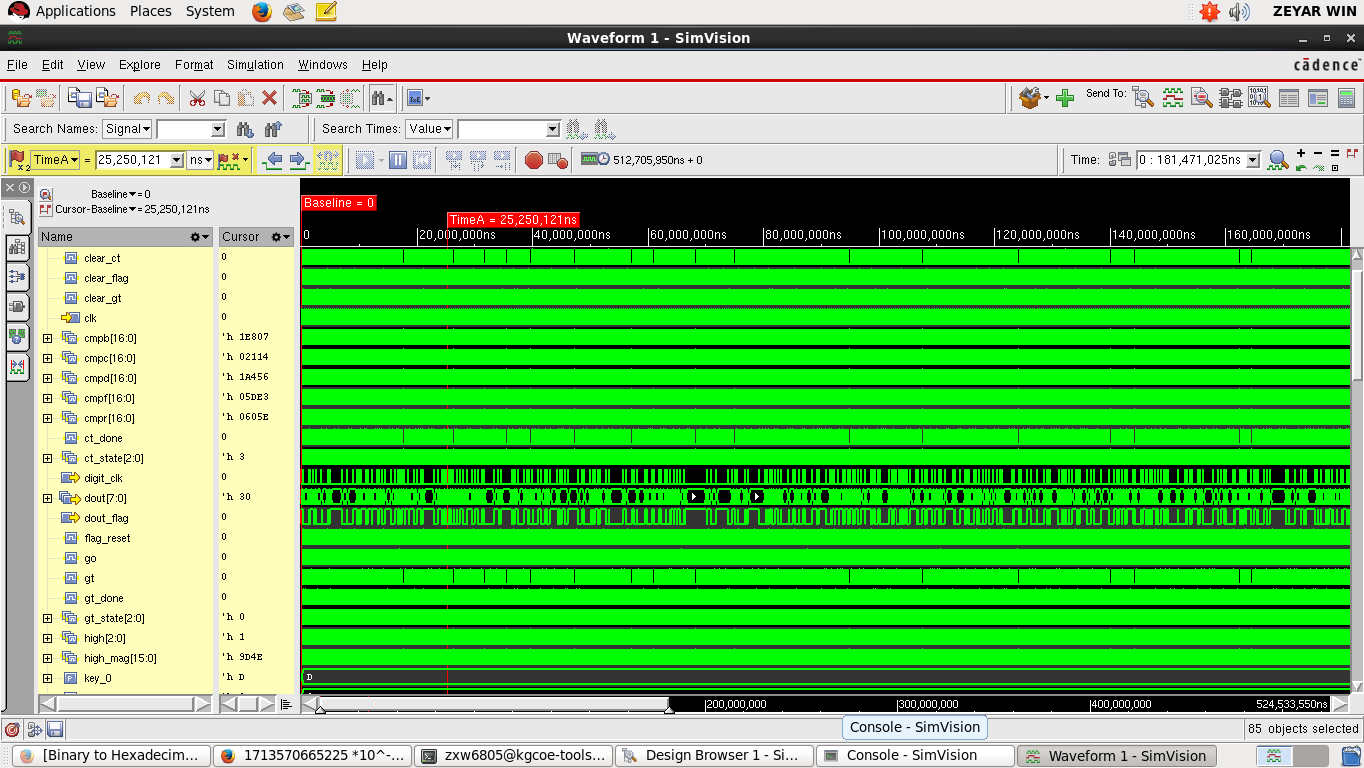 Applications Places System ZEYAR WIN
Waveform 1 - SimVision
File Edit View Explore Format Simulation Windows Help cādence
Send To:
Search Names: Signal Search Times: Value
x2 TimeA = 25,250,121 ns 512,705,950ns + 0 Time: 0 : 181,471,025ns
Baseline = 0
Cursor-Baseline = 25,250,121ns
Baseline = 0
TimeA = 25,250,121ns
Name Cursor 0 20,000,000ns 40,000,000ns 60,000,000ns 80,000,000ns 100,000,000ns 120,000,000ns 140,000,000ns 160,000,000ns
clear_ct 0
clear_flag 0
clear_gt 0
clk 0
cmpb[16:0] 'h 1E807
cmpc[16:0] 'h 02114
cmpd[16:0] 'h 1A456
cmpf[16:0] 'h 05DE3
cmpr[16:0] 'h 0605E
ct_done 0
ct_state[2:0] 'h 3
digit_clk 0
dout[7:0] 'h 30
dout_flag 0
flag_reset 0
go 0
gt 0
gt_done 0
gt_state[2:0] 'h 0
high[2:0] 'h 1
high_mag[15:0] 'h 9D4E
key_0 'h D D
200,000,000 300,000,000 400,000,000 524,533,550ns
Console - SimVision
85 objects selected
[Binary to Hexadecim... 1713570665225 *10^-... zxw6805@kgcoe-tools... Design Browser 1 - Si... Console - SimVision Waveform 1 - SimVision